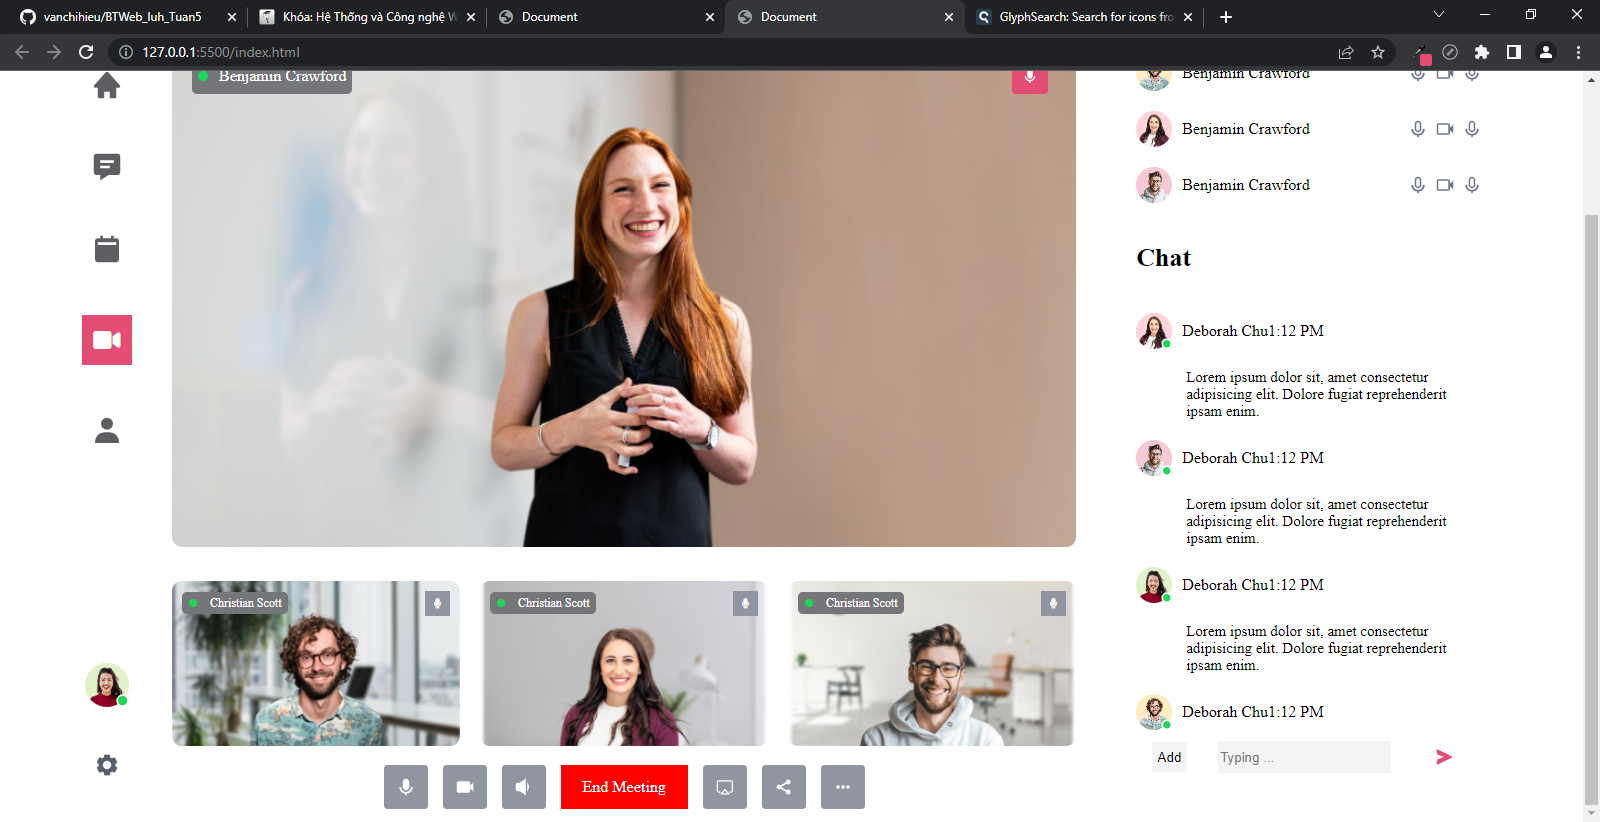 vanchihieu/BTWeb_Iuh_Tuan5
Khóa: Hệ Thống và Công nghệ W
Document
Document
GlyphSearch: Search for icons fro
127.0.0.1:5500/index.html
Benjamin Crawford
Benjamin Crawford
Benjamin Crawford
Benjamin Crawford
Chat
Deborah Chu1:12 PM
Lorem ipsum dolor sit, amet consectetur
adipisicing elit. Dolore fugiat reprehenderit
ipsam enim.
Deborah Chu1:12 PM
Lorem ipsum dolor sit, amet consectetur
adipisicing elit. Dolore fugiat reprehenderit
ipsam enim.
Deborah Chu1:12 PM
Lorem ipsum dolor sit, amet consectetur
adipisicing elit. Dolore fugiat reprehenderit
ipsam enim.
Deborah Chu1:12 PM
Add
Typing ...
Christian Scott
Christian Scott
Christian Scott
End Meeting